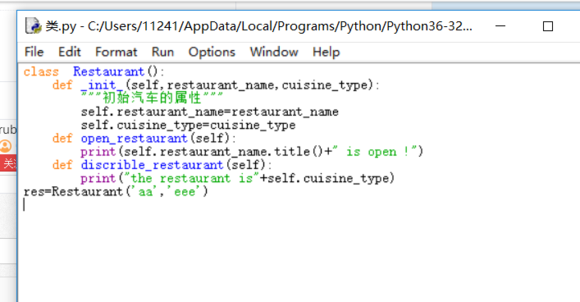 类.py - C:/Users/11241/AppData/Local/Programs/Python/Python36-32...
File Edit Format Run Options Window Help
class  Restaurant():
    def _init_(self,restaurant_name,cuisine_type):
        """初始汽车的属性"""
        self.restaurant_name=restaurant_name
        self.cuisine_type=cuisine_type
    def open_restaurant(self):
        print(self.restaurant_name.title()+" is open !")
    def discrible_restaurant(self):
        print("the restaurant is"+self.cuisine_type)
res=Restaurant('aa','eee')
rub
关